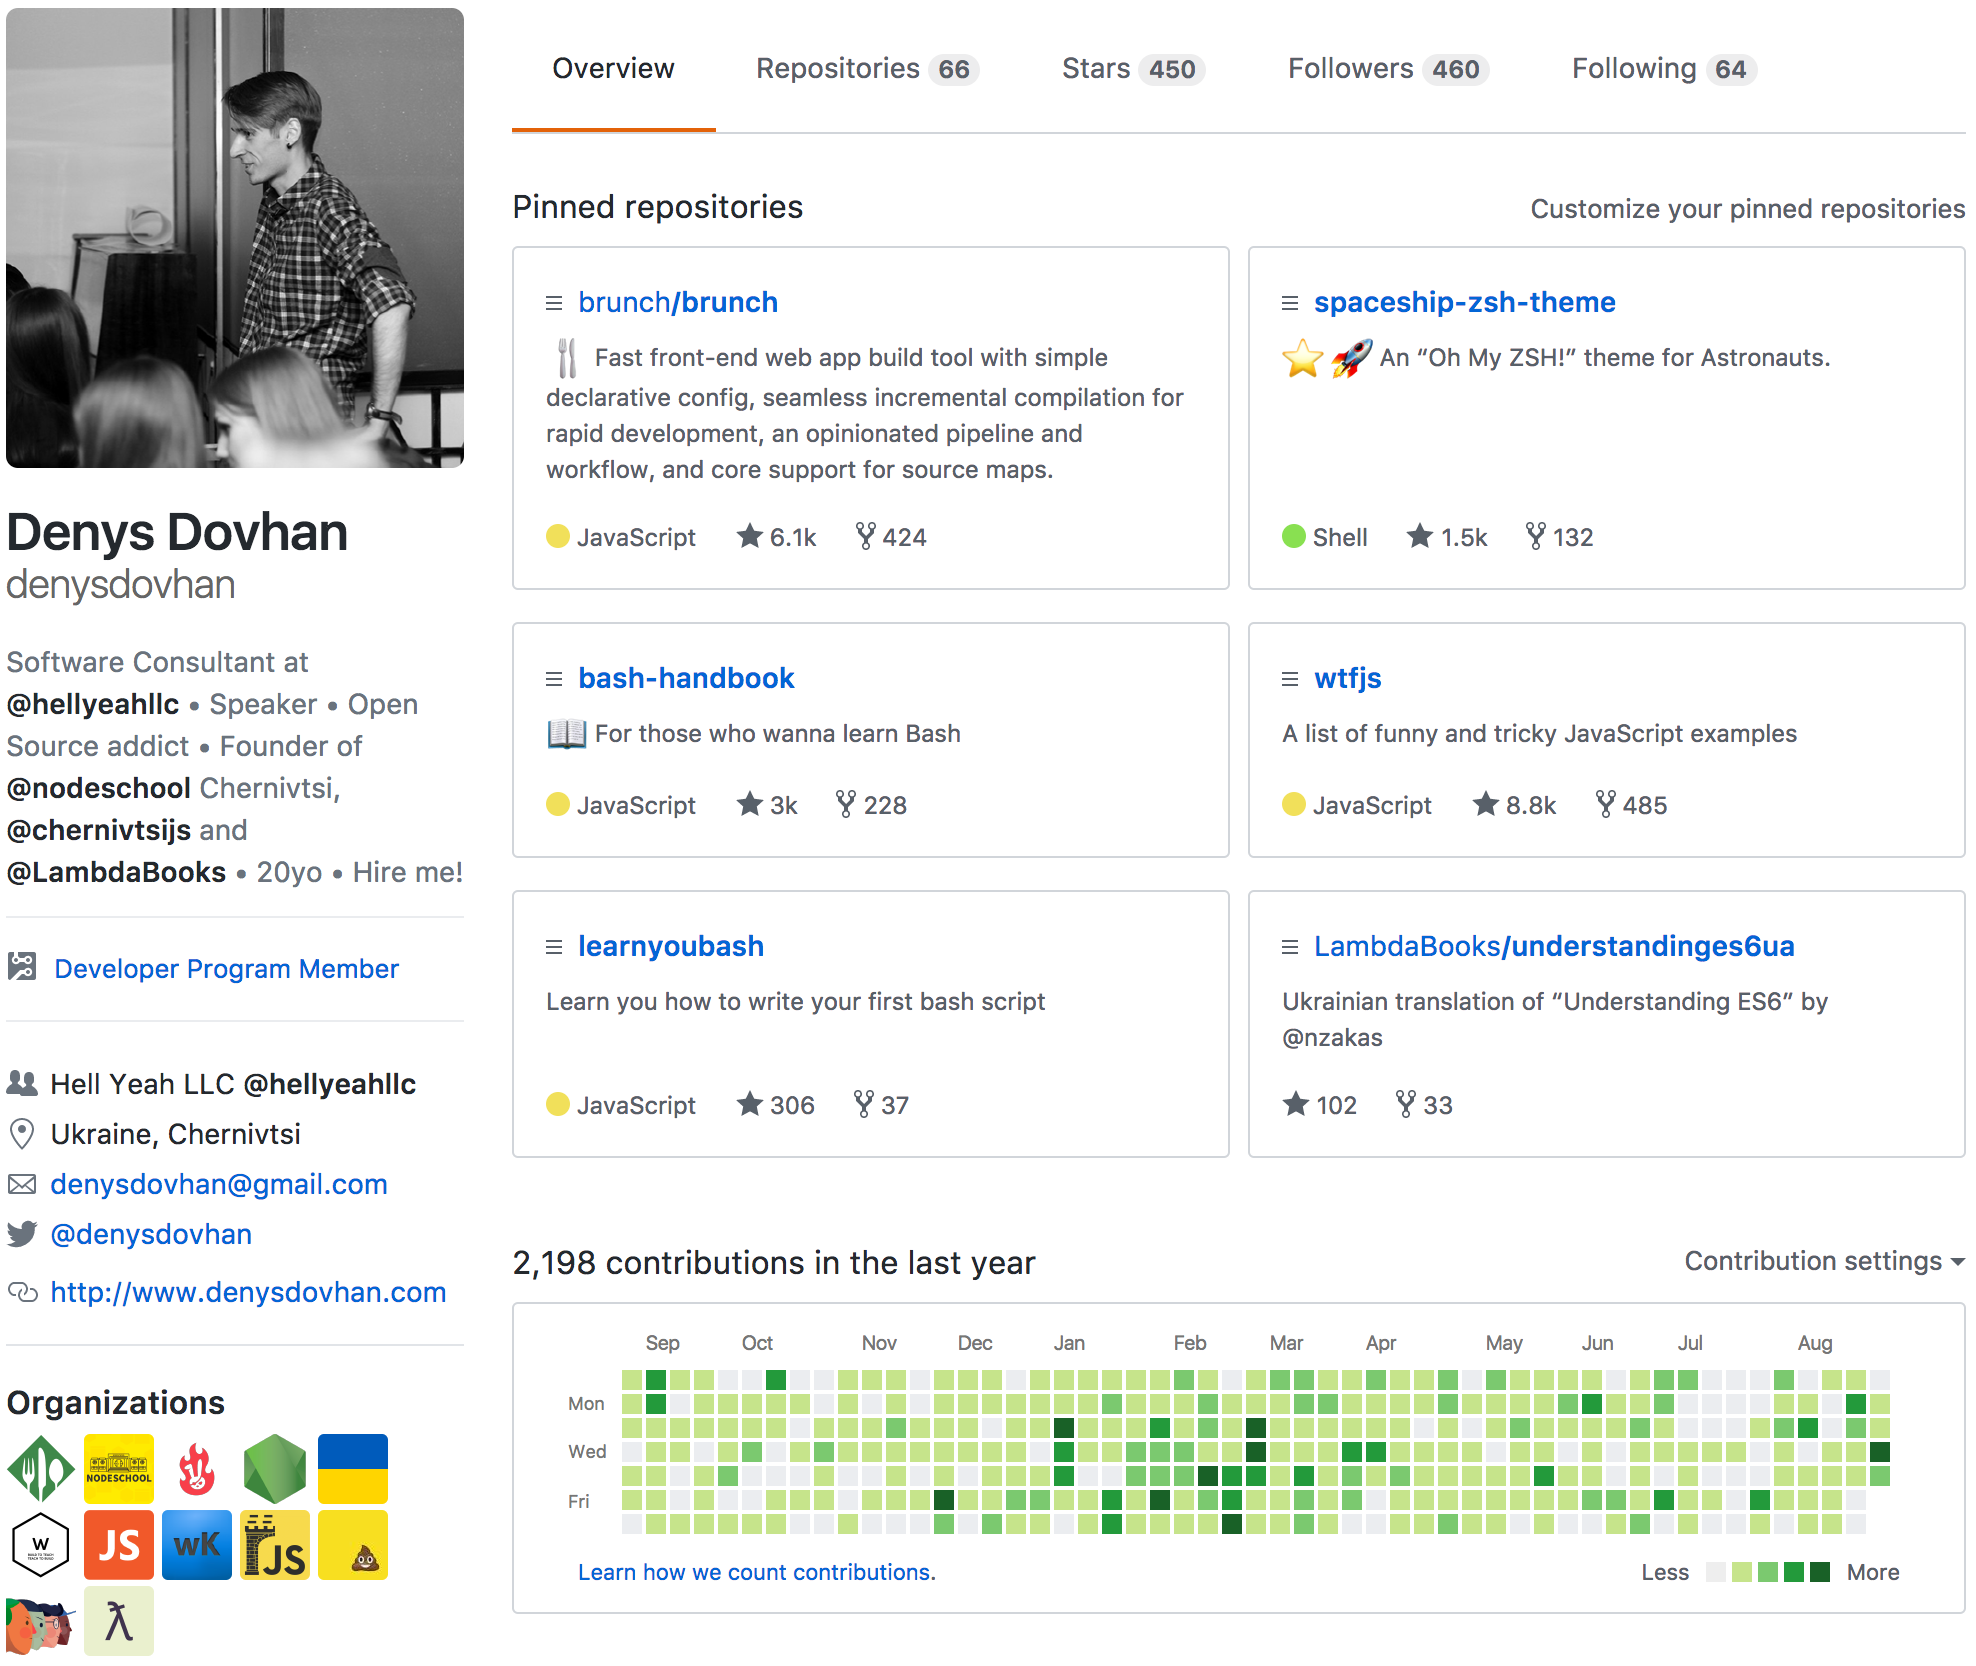 Overview
Repositories 66
Stars 450
Followers 460
Following 64
Denys Dovhan
denysdovhan
Software Consultant at
@hellyeahllc • Speaker • Open
Source addict • Founder of
@nodeschool Chernivtsi,
@chernivtsijs and
@LambdaBooks • 20yo • Hire me!
Developer Program Member
Hell Yeah LLC @hellyeahllc
Ukraine, Chernivtsi
denysdovhan@gmail.com
@denysdovhan
http://www.denysdovhan.com
Organizations
NODESCHOOL
W
JS
wK
JS
λ
Pinned repositories
Customize your pinned repositories
brunch/brunch
Fast front-end web app build tool with simple
declarative config, seamless incremental compilation for
rapid development, an opinionated pipeline and
workflow, and core support for source maps.
JavaScript 6.1k 424
spaceship-zsh-theme
An “Oh My ZSH!” theme for Astronauts.
Shell 1.5k 132
bash-handbook
For those who wanna learn Bash
JavaScript 3k 228
wtfjs
A list of funny and tricky JavaScript examples
JavaScript 8.8k 485
learnyoubash
Learn you how to write your first bash script
JavaScript 306 37
LambdaBooks/understandinges6ua
Ukrainian translation of “Understanding ES6” by
@nzakas
102 33
2,198 contributions in the last year
Contribution settings
Sep Oct Nov Dec Jan Feb Mar Apr May Jun Jul Aug
Mon
Wed
Fri
Learn how we count contributions.
Less More